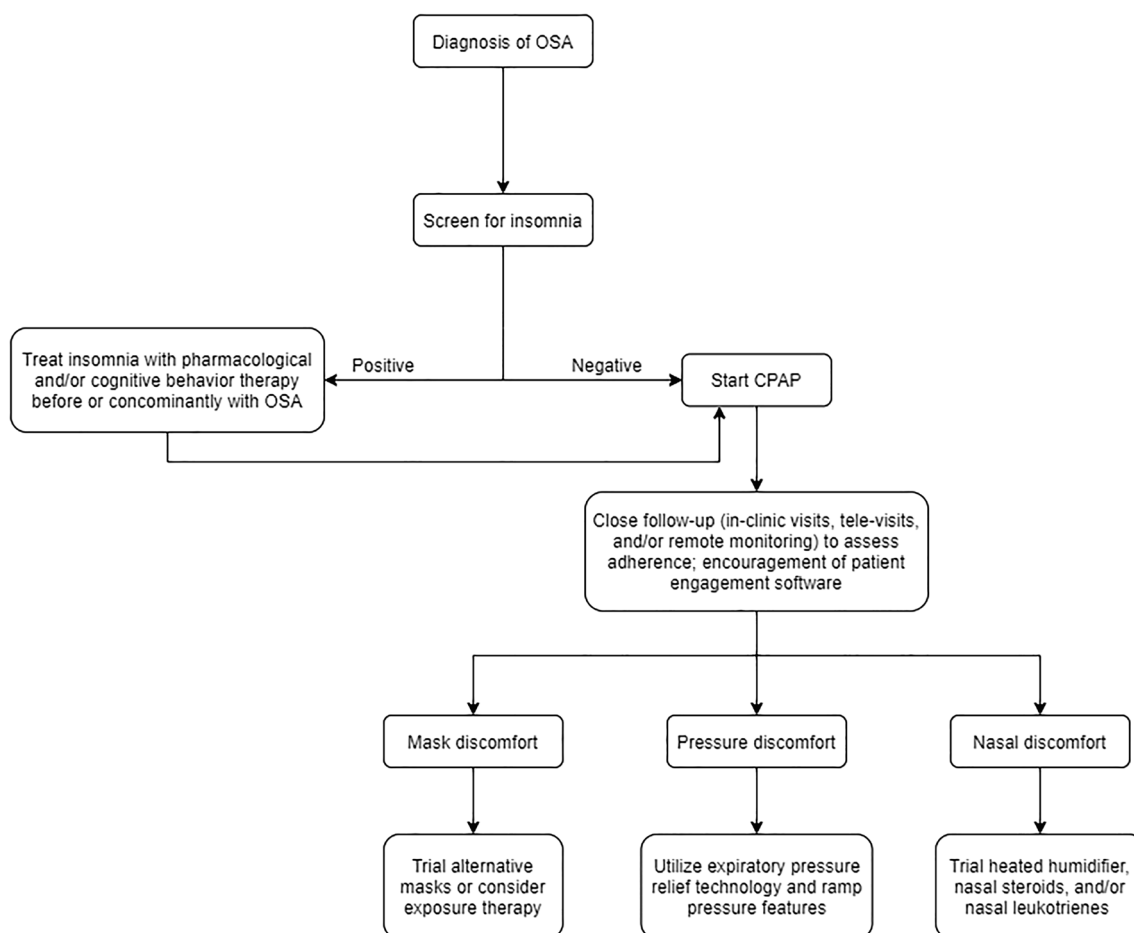 Diagnosis of OSA
Screen for insomnia
Treat insomnia with pharmacological
and/or cognitive behavior therapy
before or concominantly with OSA
Positive
Negative
Start CPAP
Close follow-up (in-clinic visits, tele-visits,
and/or remote monitoring) to assess
adherence; encouragement of patient
engagement software
Mask discomfort
Pressure discomfort
Nasal discomfort
Trial alternative
masks or consider
exposure therapy
Utilize expiratory pressure
relief technology and ramp
pressure features
Trial heated humidifier,
nasal steroids, and/or
nasal leukotrienes